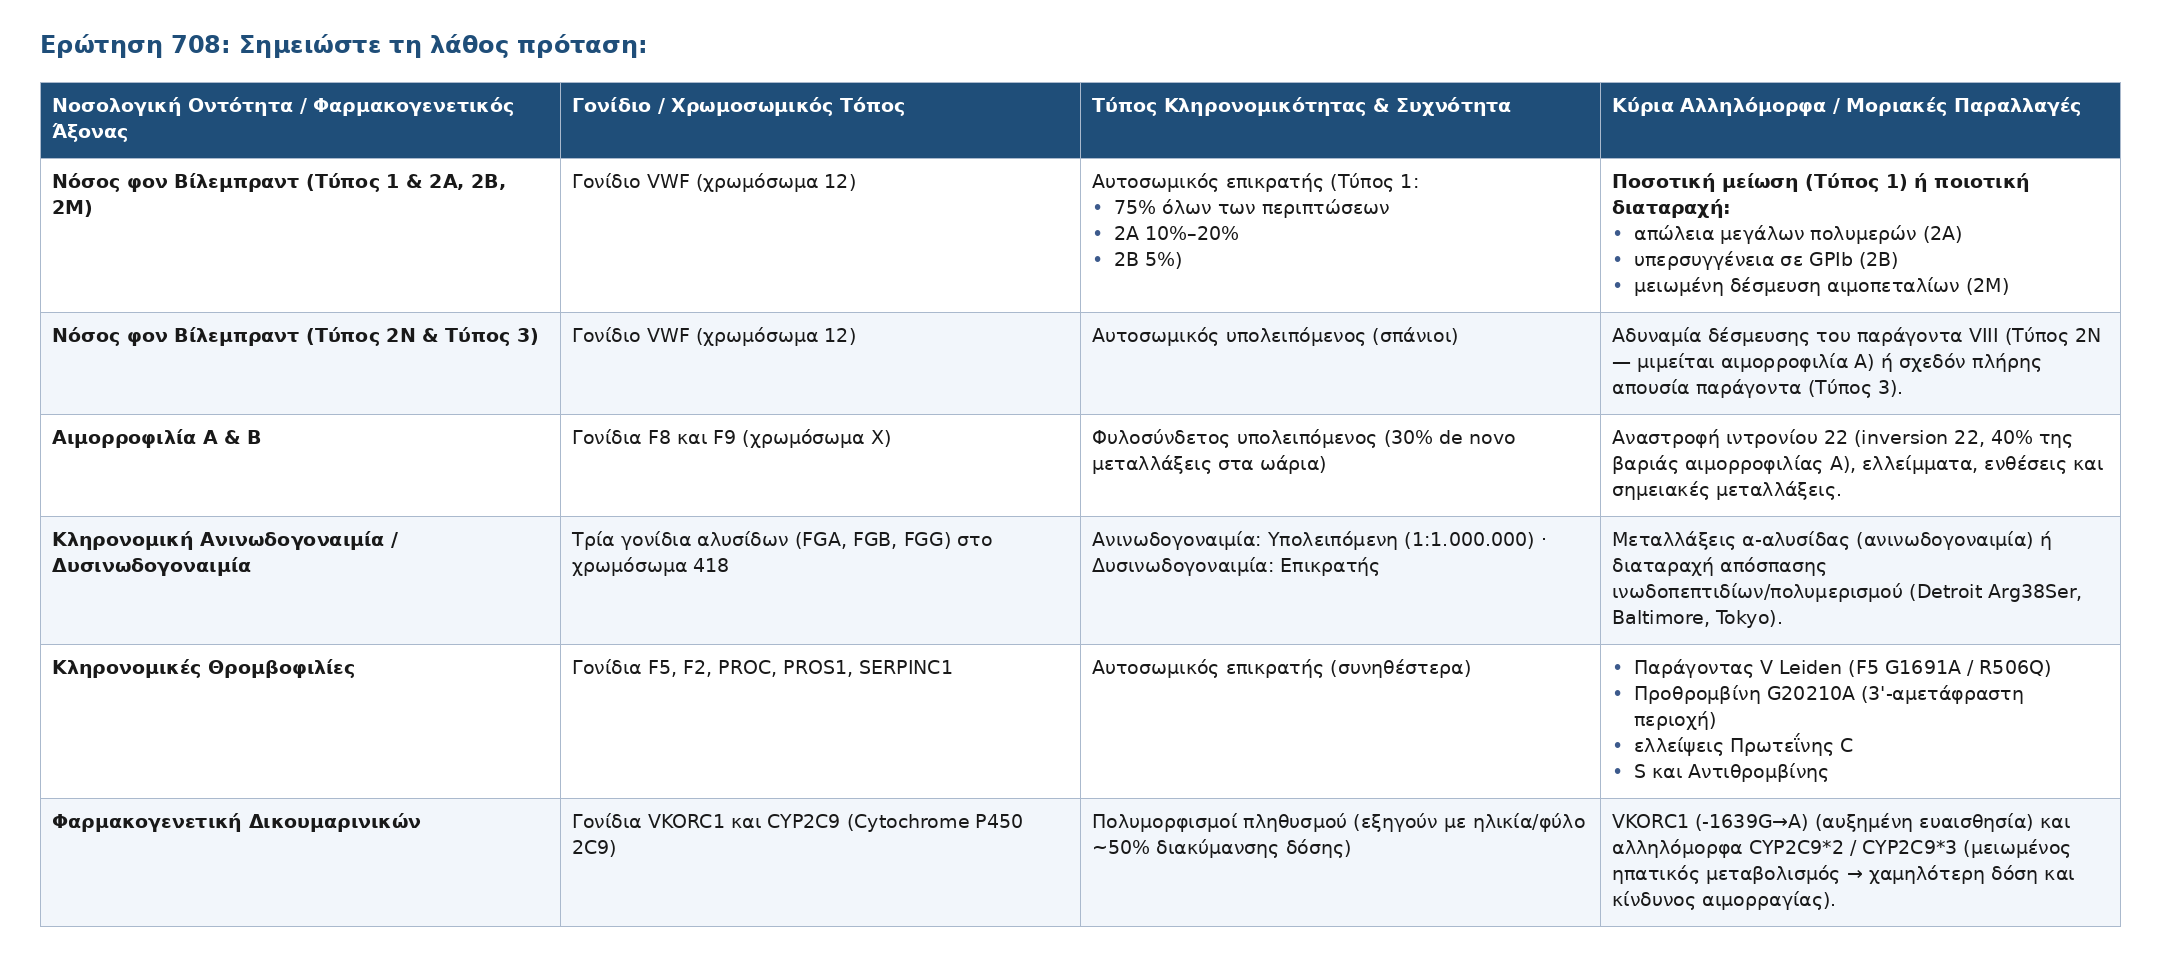 Ερώτηση 708: Σημειώστε τη λάθος πρόταση:
Νοσολογική Οντότητα / Φαρμακογενετικός
Άξονας
Γονίδιο / Χρωμοσωμικός Τόπος
Τύπος Κληρονομικότητας & Συχνότητα
Κύρια Αλληλόμορφα / Μοριακές Παραλλαγές
Νόσος φον Βίλεμπραντ (Τύπος 1 & 2A, 2B,
2M)
Γονίδιο VWF (χρωμόσωμα 12)
Αυτοσωμικός επικρατής (Τύπος 1:
• 75% όλων των περιπτώσεων
• 2A 10%–20%
• 2B 5%)
Ποσοτική μείωση (Τύπος 1) ή ποιοτική
διαταραχή:
• απώλεια μεγάλων πολυμερών (2A)
• υπερσυγγένεια σε GPIb (2B)
• μειωμένη δέσμευση αιμοπεταλίων (2M)
Νόσος φον Βίλεμπραντ (Τύπος 2N & Τύπος 3)
Γονίδιο VWF (χρωμόσωμα 12)
Αυτοσωμικός υπολειπόμενος (σπάνιοι)
Αδυναμία δέσμευσης του παράγοντα VIII (Τύπος 2N
— μιμείται αιμορροφιλία A) ή σχεδόν πλήρης
απουσία παράγοντα (Τύπος 3).
Αιμορροφιλία A & B
Γονίδια F8 και F9 (χρωμόσωμα X)
Φυλοσύνδετος υπολειπόμενος (30% de novo
μεταλλάξεις στα ωάρια)
Αναστροφή ιντρονίου 22 (inversion 22, 40% της
βαριάς αιμορροφιλίας A), ελλείμματα, ενθέσεις και
σημειακές μεταλλάξεις.
Κληρονομική Ανινωδογοναιμία /
Δυσινωδογοναιμία
Τρία γονίδια αλυσίδων (FGA, FGB, FGG) στο
χρωμόσωμα 418
Ανινωδογοναιμία: Υπολειπόμενη (1:1.000.000) ·
Δυσινωδογοναιμία: Επικρατής
Μεταλλάξεις α-αλυσίδας (ανινωδογοναιμία) ή
διαταραχή απόσπασης
ινωδοπεπτιδίων/πολυμερισμού (Detroit Arg38Ser,
Baltimore, Tokyo).
Κληρονομικές Θρομβοφιλίες
Γονίδια F5, F2, PROC, PROS1, SERPINC1
Αυτοσωμικός επικρατής (συνηθέστερα)
• Παράγοντας V Leiden (F5 G1691A / R506Q)
• Προθρομβίνη G20210A (3'-αμετάφραστη
περιοχή)
• ελλείψεις Πρωτεΐνης C
• S και Αντιθρομβίνης
Φαρμακογενετική Δικουμαρινικών
Γονίδια VKORC1 και CYP2C9 (Cytochrome P450
2C9)
Πολυμορφισμοί πληθυσμού (εξηγούν με ηλικία/φύλο
~50% διακύμανσης δόσης)
VKORC1 (-1639G→A) (αυξημένη ευαισθησία) και
αλληλόμορφα CYP2C9*2 / CYP2C9*3 (μειωμένος
ηπατικός μεταβολισμός → χαμηλότερη δόση και
κίνδυνος αιμορραγίας).